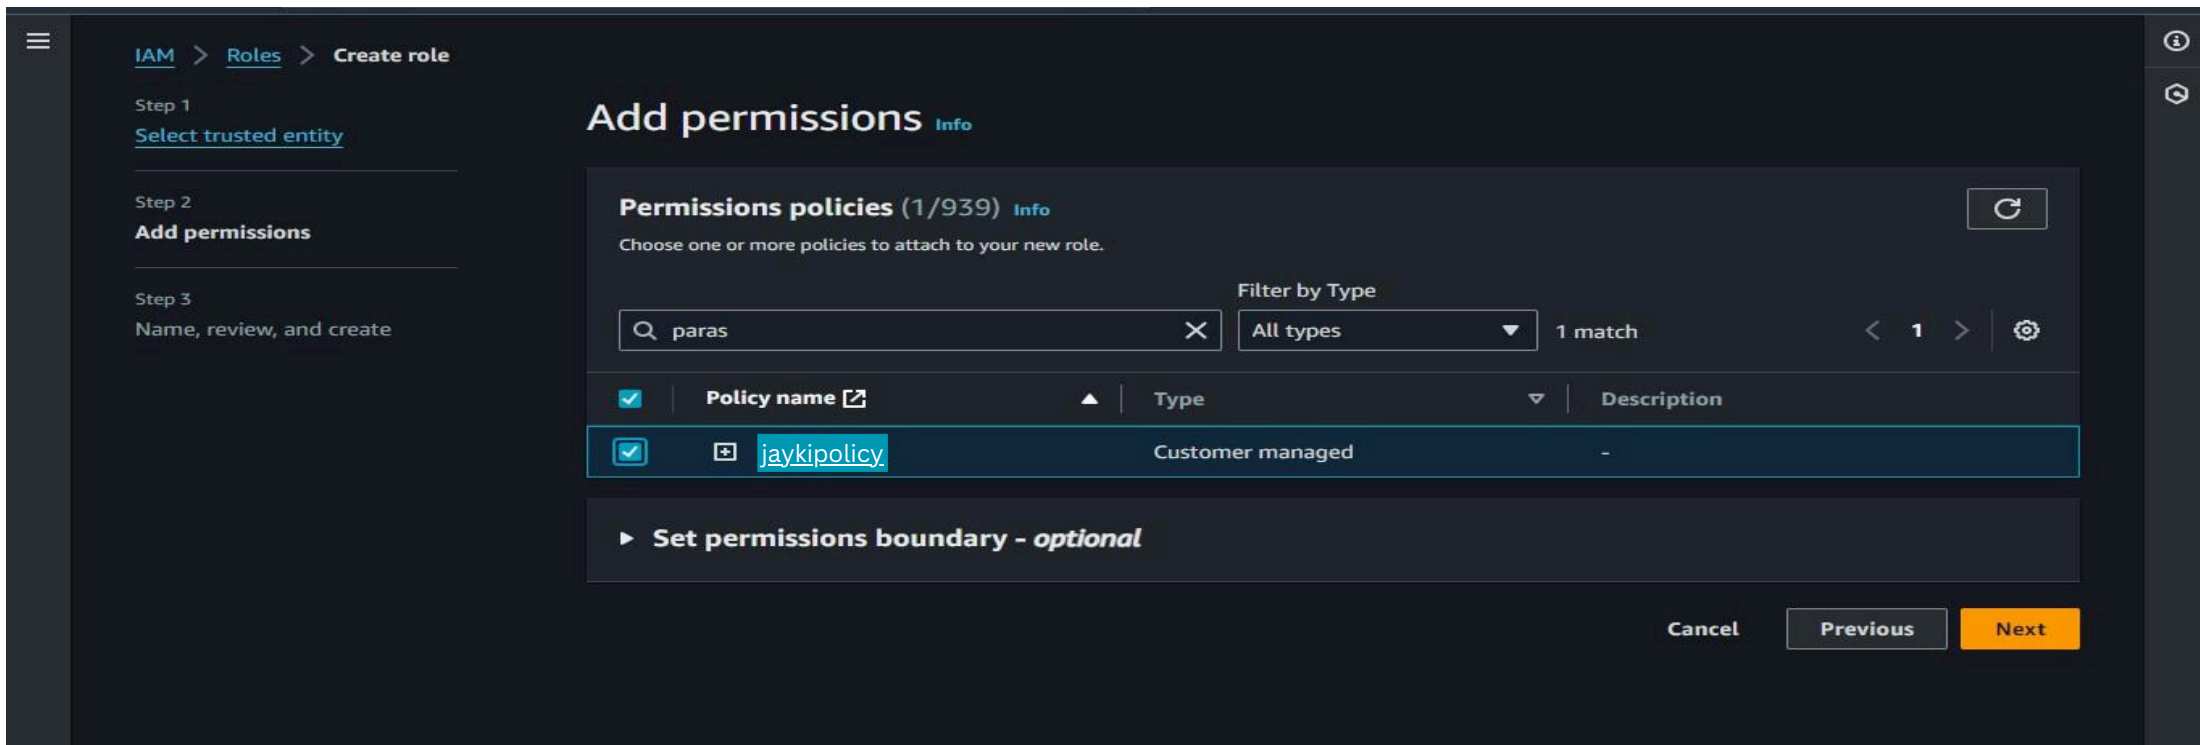 IAM > Roles > Create role
Step 1
Select trusted entity
Step 2
Add permissions
Step 3
Name, review, and create
Add permissions Info
Permissions policies (1/939) Info
Choose one or more policies to attach to your new role.
Filter by Type
paras All types 1 match < 1 >
Policy name Type Description
jaykipolicy Customer managed -
Set permissions boundary - optional
Cancel Previous Next